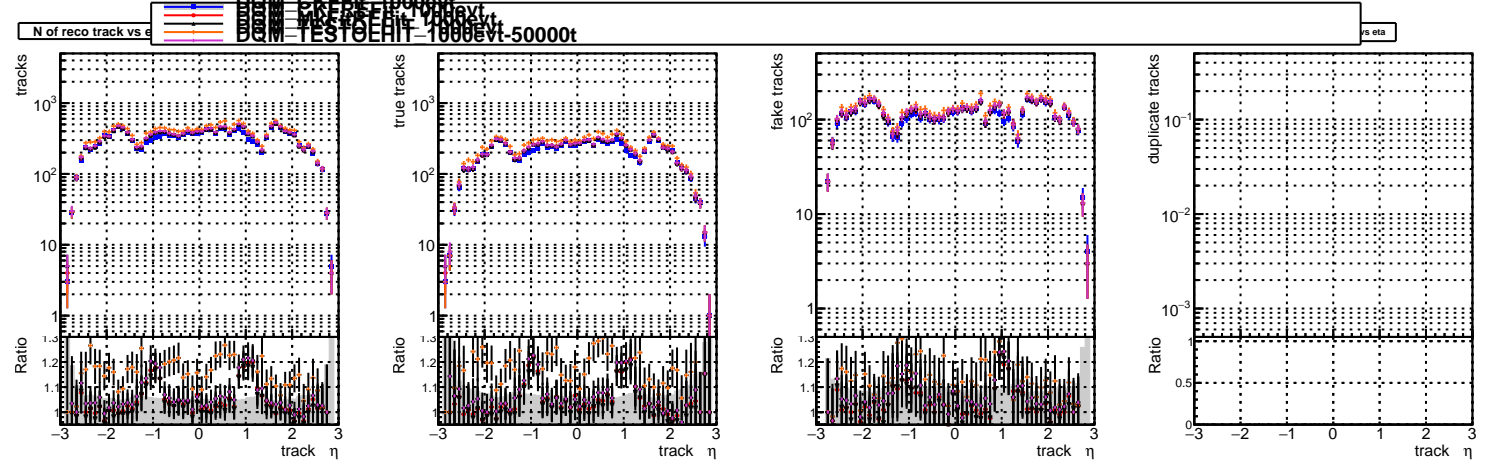 DQM_TESTOLHIT_1000evt-50000t
N of reco track vs e
vs eta
tracks
10³
10²
10
1
Ratio
1.3
1.2
1.1
1
−3 −2 −1 0 1 2 3
track η
true tracks
10³
10²
10
1
Ratio
1.3
1.2
1.1
1
−3 −2 −1 0 1 2 3
track η
fake tracks
10²
10
1
Ratio
1.3
1.2
1.1
1
−3 −2 −1 0 1 2 3
track η
duplicate tracks
10⁻¹
10⁻²
10⁻³
Ratio
1
0.5
0
−3 −2 −1 0 1 2 3
track η